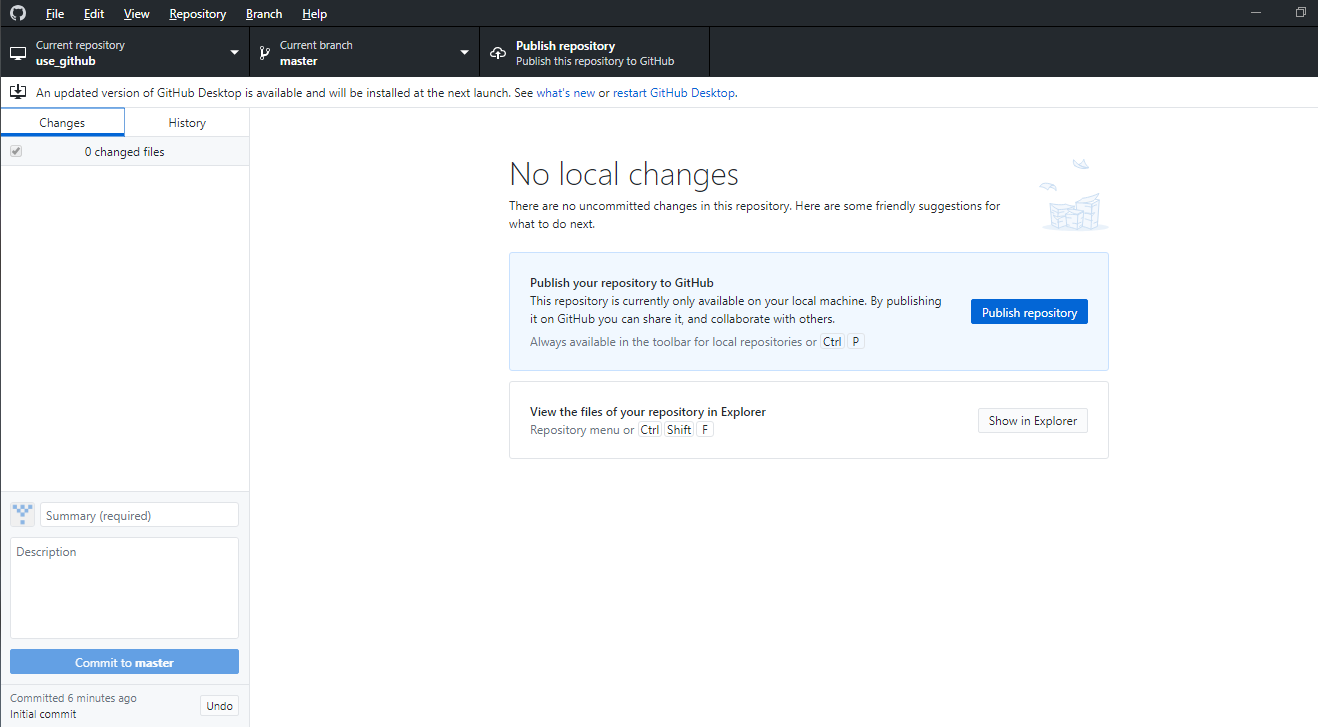 File Edit View Repository Branch Help
Current repository
use_github
Current branch
master
Publish repository
Publish this repository to GitHub
An updated version of GitHub Desktop is available and will be installed at the next launch. See what's new or restart GitHub Desktop.
Changes
History
0 changed files
No local changes
There are no uncommitted changes in this repository. Here are some friendly suggestions for
what to do next.
Publish your repository to GitHub
This repository is currently only available on your local machine. By publishing
it on GitHub you can share it, and collaborate with others.
Always available in the toolbar for local repositories or Ctrl P
Publish repository
View the files of your repository in Explorer
Repository menu or Ctrl Shift F
Show in Explorer
Summary (required)
Description
Commit to master
Committed 6 minutes ago
Initial commit
Undo